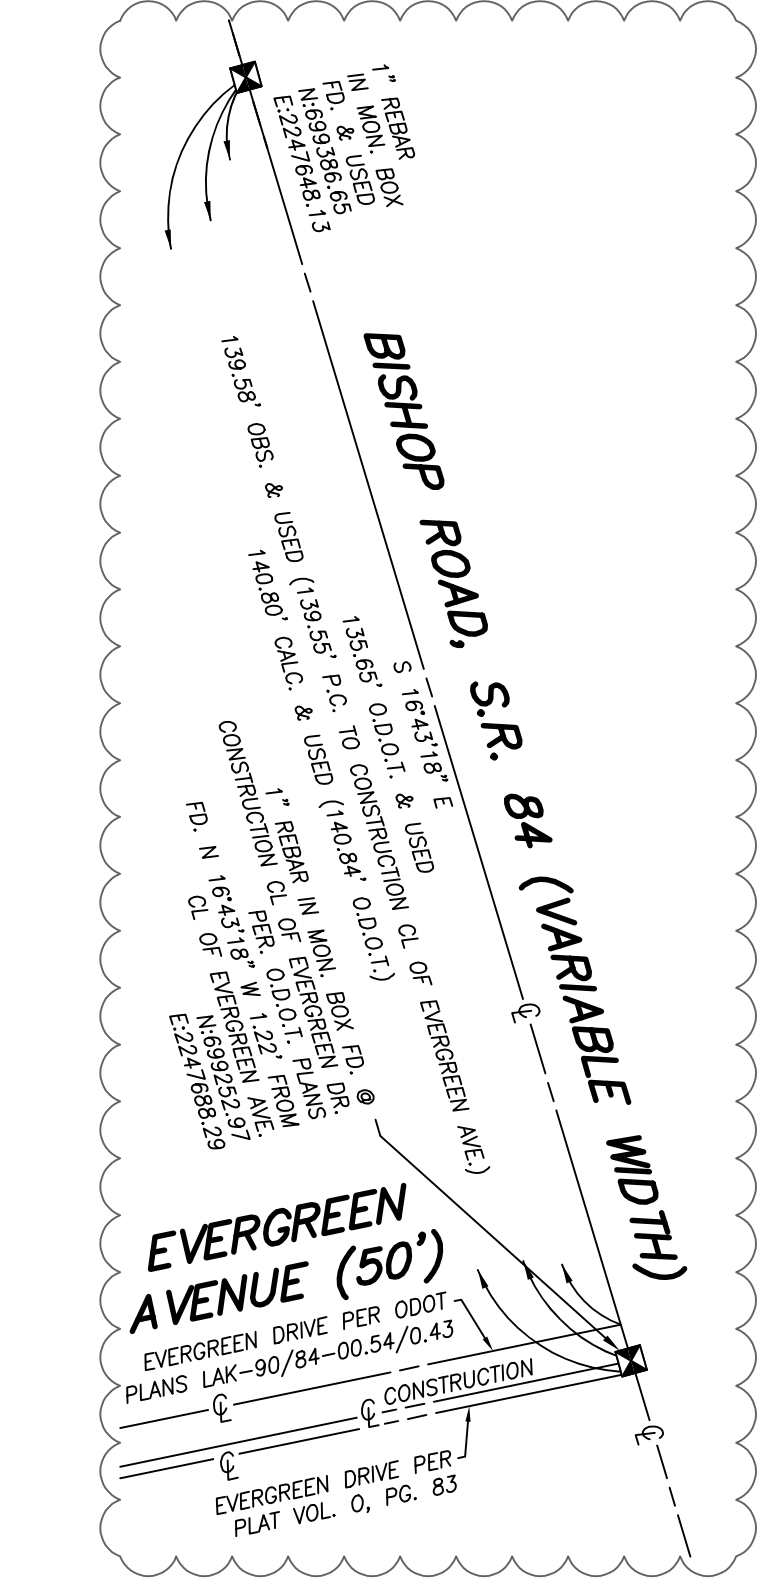 1" REBAR
IN MON. BOX
FD. & USED
N:699386.65
E:2247648.13
BISHOP ROAD, S.R. 84 (VARIABLE WIDTH)
S 16°43'18" E
135.65' O.D.O.T. & USED
139.58' OBS. & USED (139.55' P.C. TO CONSTRUCTION CL OF EVERGREEN AVE.)
140.80' CALC. & USED (140.84' O.D.O.T.)
1" REBAR IN MON. BOX FD. @
CONSTRUCTION CL OF EVERGREEN DR.
PER. O.D.O.T. PLANS
FD. N 16°43'18" W 1.22' FROM
CL OF EVERGREEN AVE.
N:699252.97
E:2247688.29
℄
EVERGREEN
AVENUE (50')
EVERGREEN DRIVE PER ODOT
PLANS LAK-90/84-00.54/0.43
℄
℄ CONSTRUCTION
℄
℄
EVERGREEN DRIVE PER
PLAT VOL. O, PG. 83